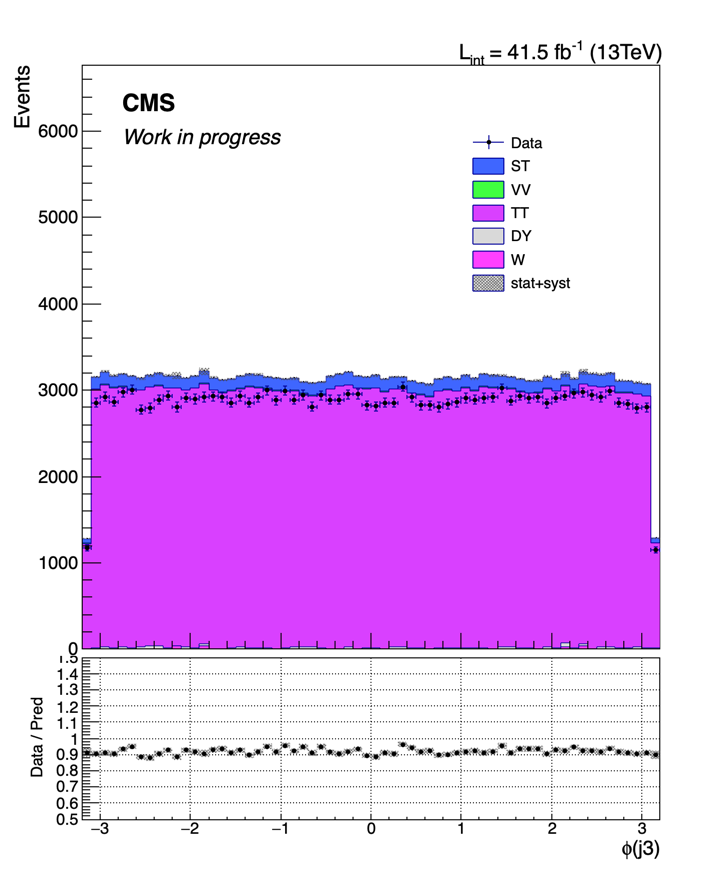 L_int = 41.5 fb^-1 (13TeV)
Events
CMS
Work in progress
6000
5000
4000
3000
2000
1000
0
Data
ST
VV
TT
DY
W
stat+syst
Data / Pred
1.5
1.4
1.3
1.2
1.1
1
0.9
0.8
0.7
0.6
0.5
−3 −2 −1 0 1 2 3
ϕ(j3)